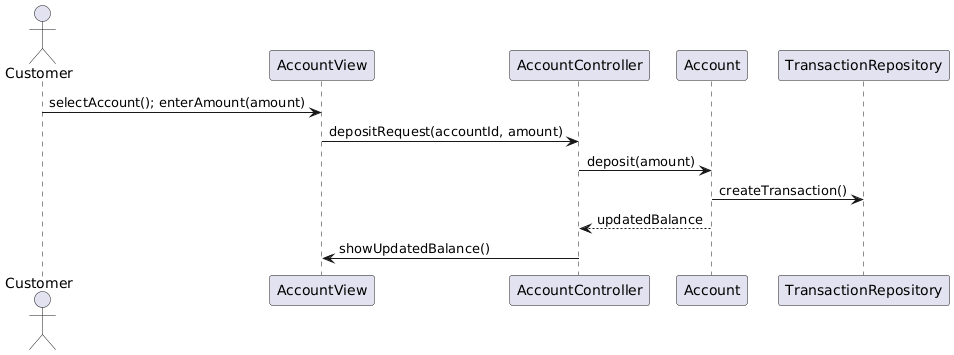 Customer
AccountView
AccountController
Account
TransactionRepository
selectAccount(); enterAmount(amount)
depositRequest(accountId, amount)
deposit(amount)
createTransaction()
updatedBalance
showUpdatedBalance()
Customer
AccountView
AccountController
Account
TransactionRepository